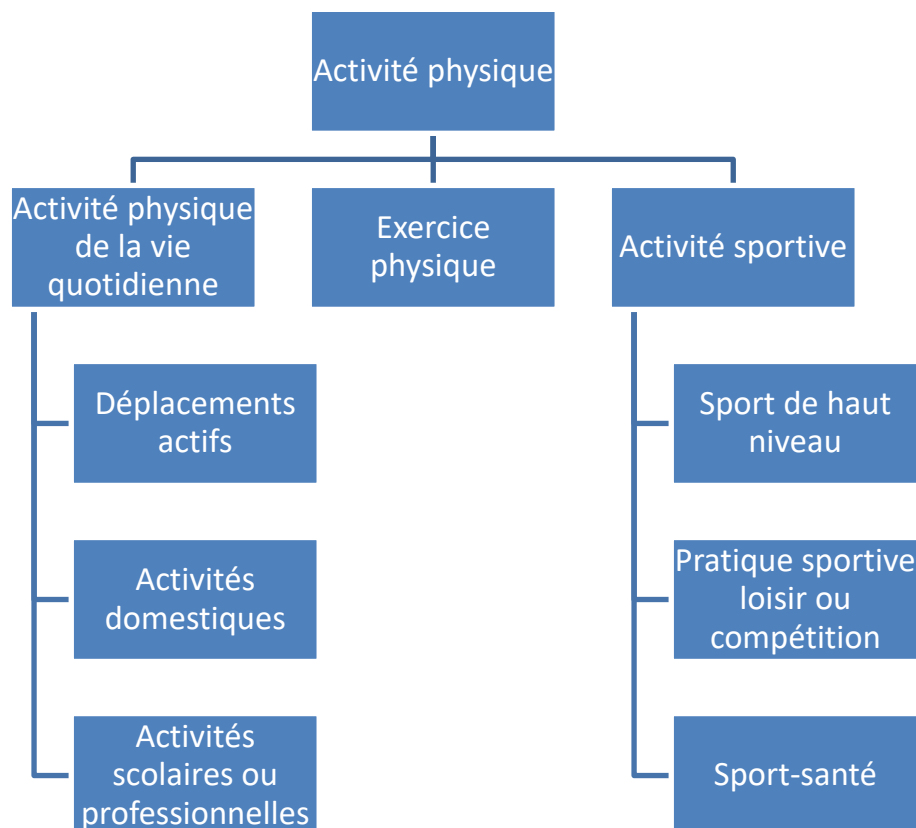 Activité physique
Activité physique
de la vie
quotidienne
Exercice
physique
Activité sportive
Déplacements
actifs
Activités
domestiques
Activités
scolaires ou
professionnelles
Sport de haut
niveau
Pratique sportive
loisir ou
compétition
Sport-santé